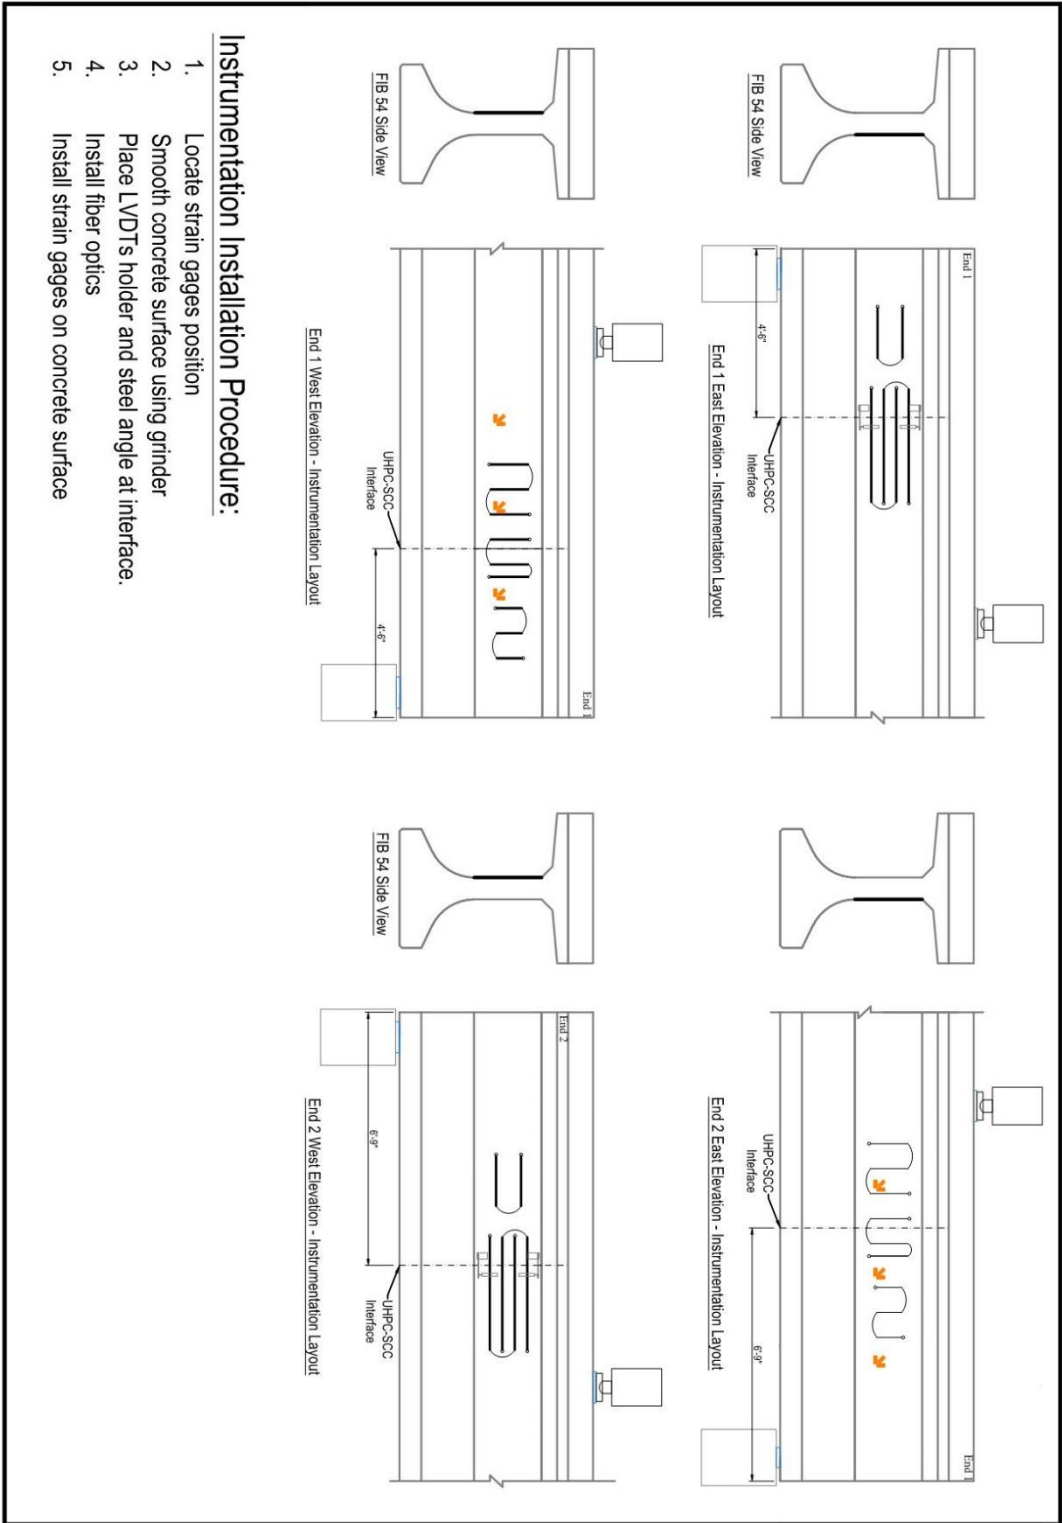 End 1
End 1
4'-6"
UHPC-SCC
Interface
UHPC-SCC
Interface
6'-9"
FIB 54 Side View
End 1 East Elevation - Instrumentation Layout
End 2 East Elevation - Instrumentation Layout
End 1
End 2
UHPC-SCC
Interface
4'-6"
6'-9"
UHPC-SCC
Interface
FIB 54 Side View
End 1 West Elevation - Instrumentation Layout
FIB 54 Side View
End 2 West Elevation - Instrumentation Layout
Instrumentation Installation Procedure:
1. Locate strain gages position
2. Smooth concrete surface using grinder
3. Place LVDTs holder and steel angle at interface.
4. Install fiber optics
5. Install strain gages on concrete surface